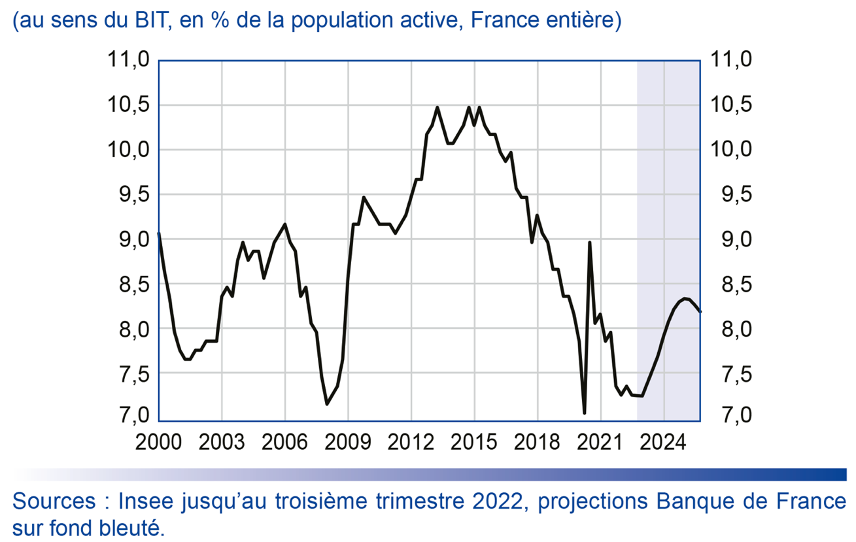 (au sens du BIT, en % de la population active, France entière)
11,0 11,0
10,5 10,5
10,0 10,0
9,5 9,5
9,0 9,0
8,5 8,5
8,0 8,0
7,5 7,5
7,0 7,0
2000 2003 2006 2009 2012 2015 2018 2021 2024
Sources : Insee jusqu’au troisième trimestre 2022, projections Banque de France
sur fond bleuté.